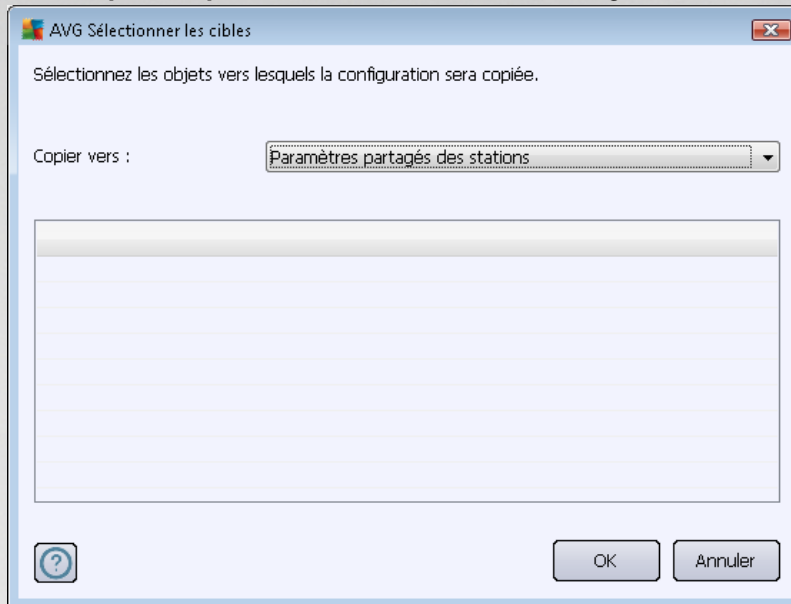 AVG Sélectionner les cibles
Sélectionnez les objets vers lesquels la configuration sera copiée.
Copier vers :
Paramètres partagés des stations
?
OK
Annuler